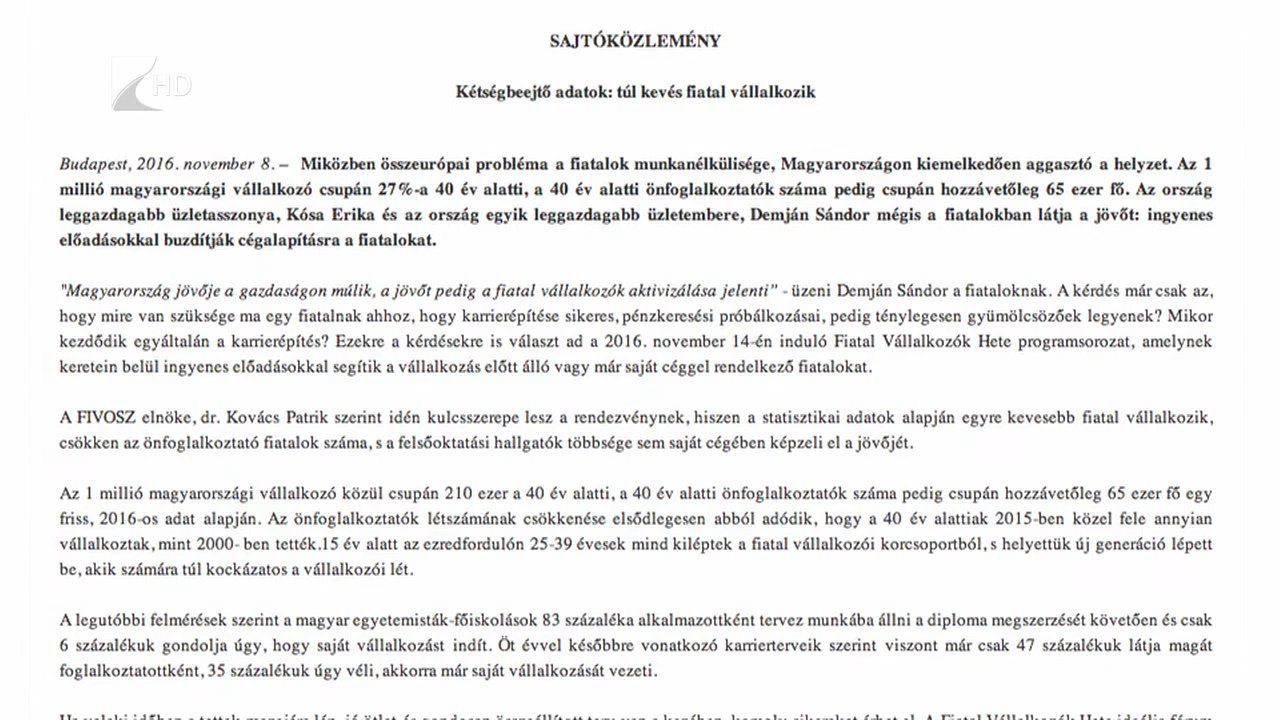 SAJTÓKÖZLEMÉNY
HD
Kétségbeejtő adatok: túl kevés fiatal vállalkozik
Budapest, 2016. november 8. – Miközben összeurópai probléma a fiatalok munkanélkülisége, Magyarországon kiemelkedően aggasztó a helyzet. Az 1
millió magyarországi vállalkozó csupán 27%-a 40 év alatti, a 40 év alatti önfoglalkoztatók száma pedig csupán hozzávetőleg 65 ezer fő. Az ország
leggazdagabb üzletasszonya, Kósa Erika és az ország egyik leggazdagabb üzletembere, Demján Sándor mégis a fiatalokban látja a jövőt: ingyenes
előadásokkal buzdítják cégalapításra a fiatalokat.
"Magyarország jövője a gazdaságon múlik, a jövőt pedig a fiatal vállalkozók aktivizálása jelenti” - üzeni Demján Sándor a fiataloknak. A kérdés már csak az,
hogy mire van szüksége ma egy fiatalnak ahhoz, hogy karrierépítése sikeres, pénzkeresési próbálkozásai, pedig ténylegesen gyümölcsözőek legyenek? Mikor
kezdődik egyáltalán a karrierépítés? Ezekre a kérdésekre is választ ad a 2016. november 14-én induló Fiatal Vállalkozók Hete programsorozat, amelynek
keretein belül ingyenes előadásokkal segítik a vállalkozás előtt álló vagy már saját céggel rendelkező fiatalokat.
A FIVOSZ elnöke, dr. Kovács Patrik szerint idén kulcsszerepe lesz a rendezvénynek, hiszen a statisztikai adatok alapján egyre kevesebb fiatal vállalkozik,
csökken az önfoglalkoztató fiatalok száma, s a felsőoktatási hallgatók többsége sem saját cégében képzeli el a jövőjét.
Az 1 millió magyarországi vállalkozó közül csupán 210 ezer a 40 év alatti, a 40 év alatti önfoglalkoztatók száma pedig csupán hozzávetőleg 65 ezer fő egy
friss, 2016-os adat alapján. Az önfoglalkoztatók létszámának csökkenése elsődlegesen abból adódik, hogy a 40 év alattiak 2015-ben közel fele annyian
vállalkoztak, mint 2000- ben tették.15 év alatt az ezredfordulón 25-39 évesek mind kiléptek a fiatal vállalkozói korcsoportból, s helyettük új generáció lépett
be, akik számára túl kockázatos a vállalkozói lét.
A legutóbbi felmérések szerint a magyar egyetemisták-főiskolások 83 százaléka alkalmazottként tervez munkába állni a diploma megszerzését követően és csak
6 százalékuk gondolja úgy, hogy saját vállalkozást indít. Öt évvel későbbre vonatkozó karrierterveik szerint viszont már csak 47 százalékuk látja magát
foglalkoztatottként, 35 százalékuk úgy véli, akkorra már saját vállalkozását vezeti.